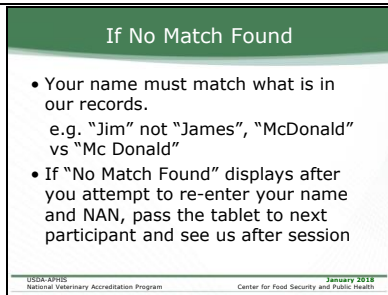 If No Match Found
• Your name must match what is in
our records.
e.g. “Jim” not “James”, “McDonald”
vs “Mc Donald”
• If “No Match Found” displays after
you attempt to re-enter your name
and NAN, pass the tablet to next
participant and see us after session
USDA-APHIS
National Veterinary Accreditation Program
January 2018
Center for Food Security and Public Health